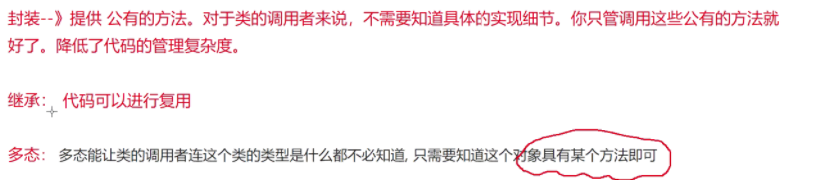 封装--》提供 公有的方法。对于类的调用者来说，不需要知道具体的实现细节。你只管调用这些公有的方法就
好了。降低了代码的管理复杂度。
继承： 代码可以进行复用
多态： 多态能让类的调用者连这个类的类型是什么都不必知道, 只需要知道这个对象具有某个方法即可